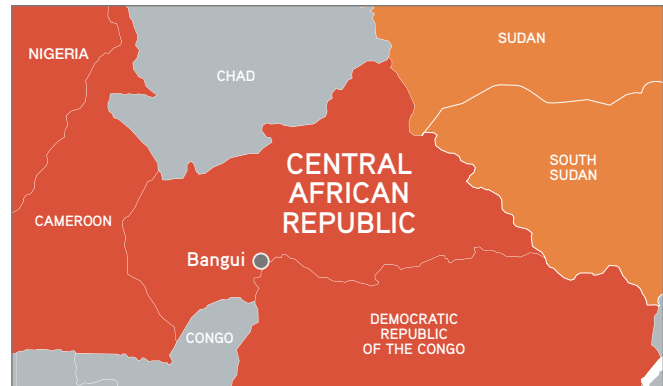 SUDAN
NIGERIA
CHAD
CENTRAL
AFRICAN
REPUBLIC
SOUTH
SUDAN
CAMEROON
Bangui
DEMOCRATIC
REPUBLIC
OF THE CONGO
CONGO